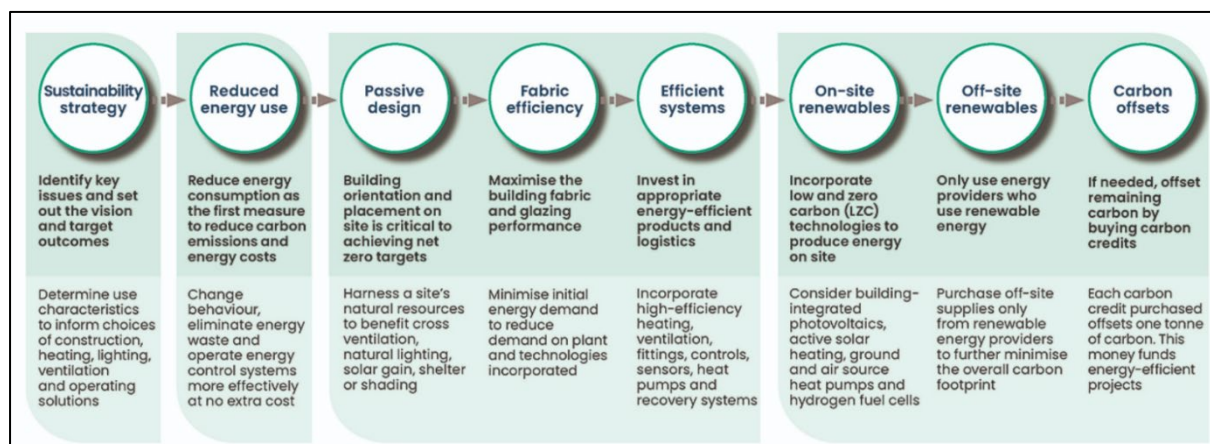 Sustainability
strategy
Reduced
energy use
Passive
design
Fabric
efficiency
Efficient
systems
On-site
renewables
Off-site
renewables
Carbon
offsets
Identify key
issues and set
out the vision
and target
outcomes
Reduce energy
consumption as
the first measure
to reduce carbon
emissions and
energy costs
Building
orientation and
placement on
site is critical to
achieving net
zero targets
Maximise the
building fabric
and glazing
performance
Invest in
appropriate
energy-efficient
products and
logistics
Incorporate
low and zero
carbon (LZC)
technologies to
produce energy
on site
Only use energy
providers who
use renewable
energy
If needed, offset
remaining
carbon by
buying carbon
credits
Determine use
characteristics
to inform choices
of construction,
heating, lighting,
ventilation
and operating
solutions
Change
behaviour,
eliminate energy
waste and
operate energy
control systems
more effectively
at no extra cost
Harness a site's
natural resources
to benefit cross
ventilation,
natural lighting,
solar gain, shelter
or shading
Minimise initial
energy demand
to reduce
demand on plant
and technologies
incorporated
Incorporate
high-efficiency
heating,
ventilation,
fittings, controls,
sensors, heat
pumps and
recovery systems
Consider building-
integrated
photovoltaics,
active solar
heating, ground
and air source
heat pumps and
hydrogen fuel cells
Purchase off-site
supplies only
from renewable
energy providers
to further minimise
the overall carbon
footprint
Each carbon
credit purchased
offsets one tonne
of carbon. This
money funds
energy-efficient
projects